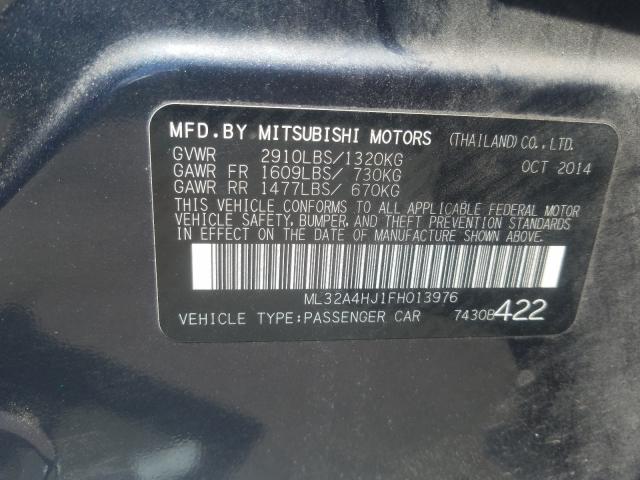 MFD.BY MITSUBISHI MOTORS (THAILAND) CO.,LTD.
GVWR 2910LBS/1320KG OCT 2014
GAWR FR 1609LBS/ 730KG
GAWR RR 1477LBS/ 670KG
THIS VEHICLE CONFORMS TO ALL APPLICABLE FEDERAL MOTOR
VEHICLE SAFETY, BUMPER, AND THEFT PREVENTION STANDARDS
IN EFFECT ON THE DATE OF MANUFACTURE SHOWN ABOVE.
ML32A4HJ1FH013976
VEHICLE TYPE:PASSENGER CAR 7430B422